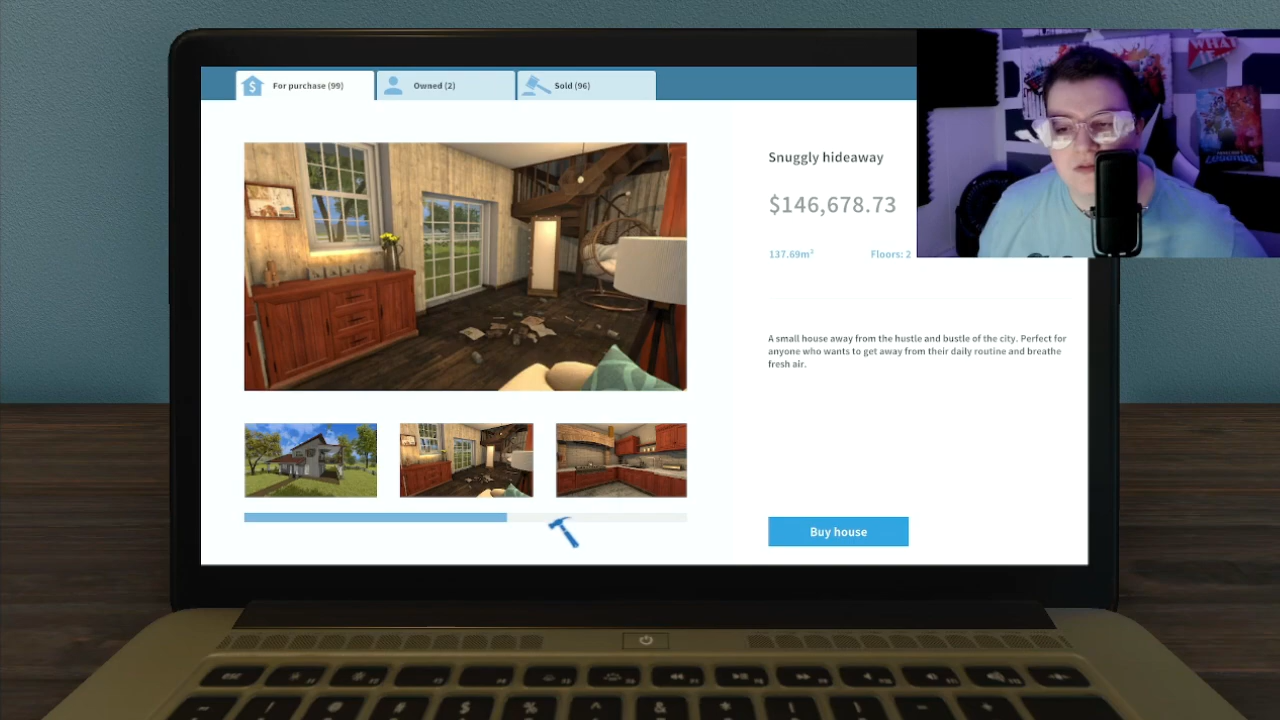 For purchase (99)
Owned (2)
Sold (96)
WHAT
LEGENDS
Snuggly hideaway
$146,678.73
137.69m²
Floors: 2
A small house away from the hustle and bustle of the city. Perfect for
anyone who wants to get away from their daily routine and breathe
fresh air.
Buy house